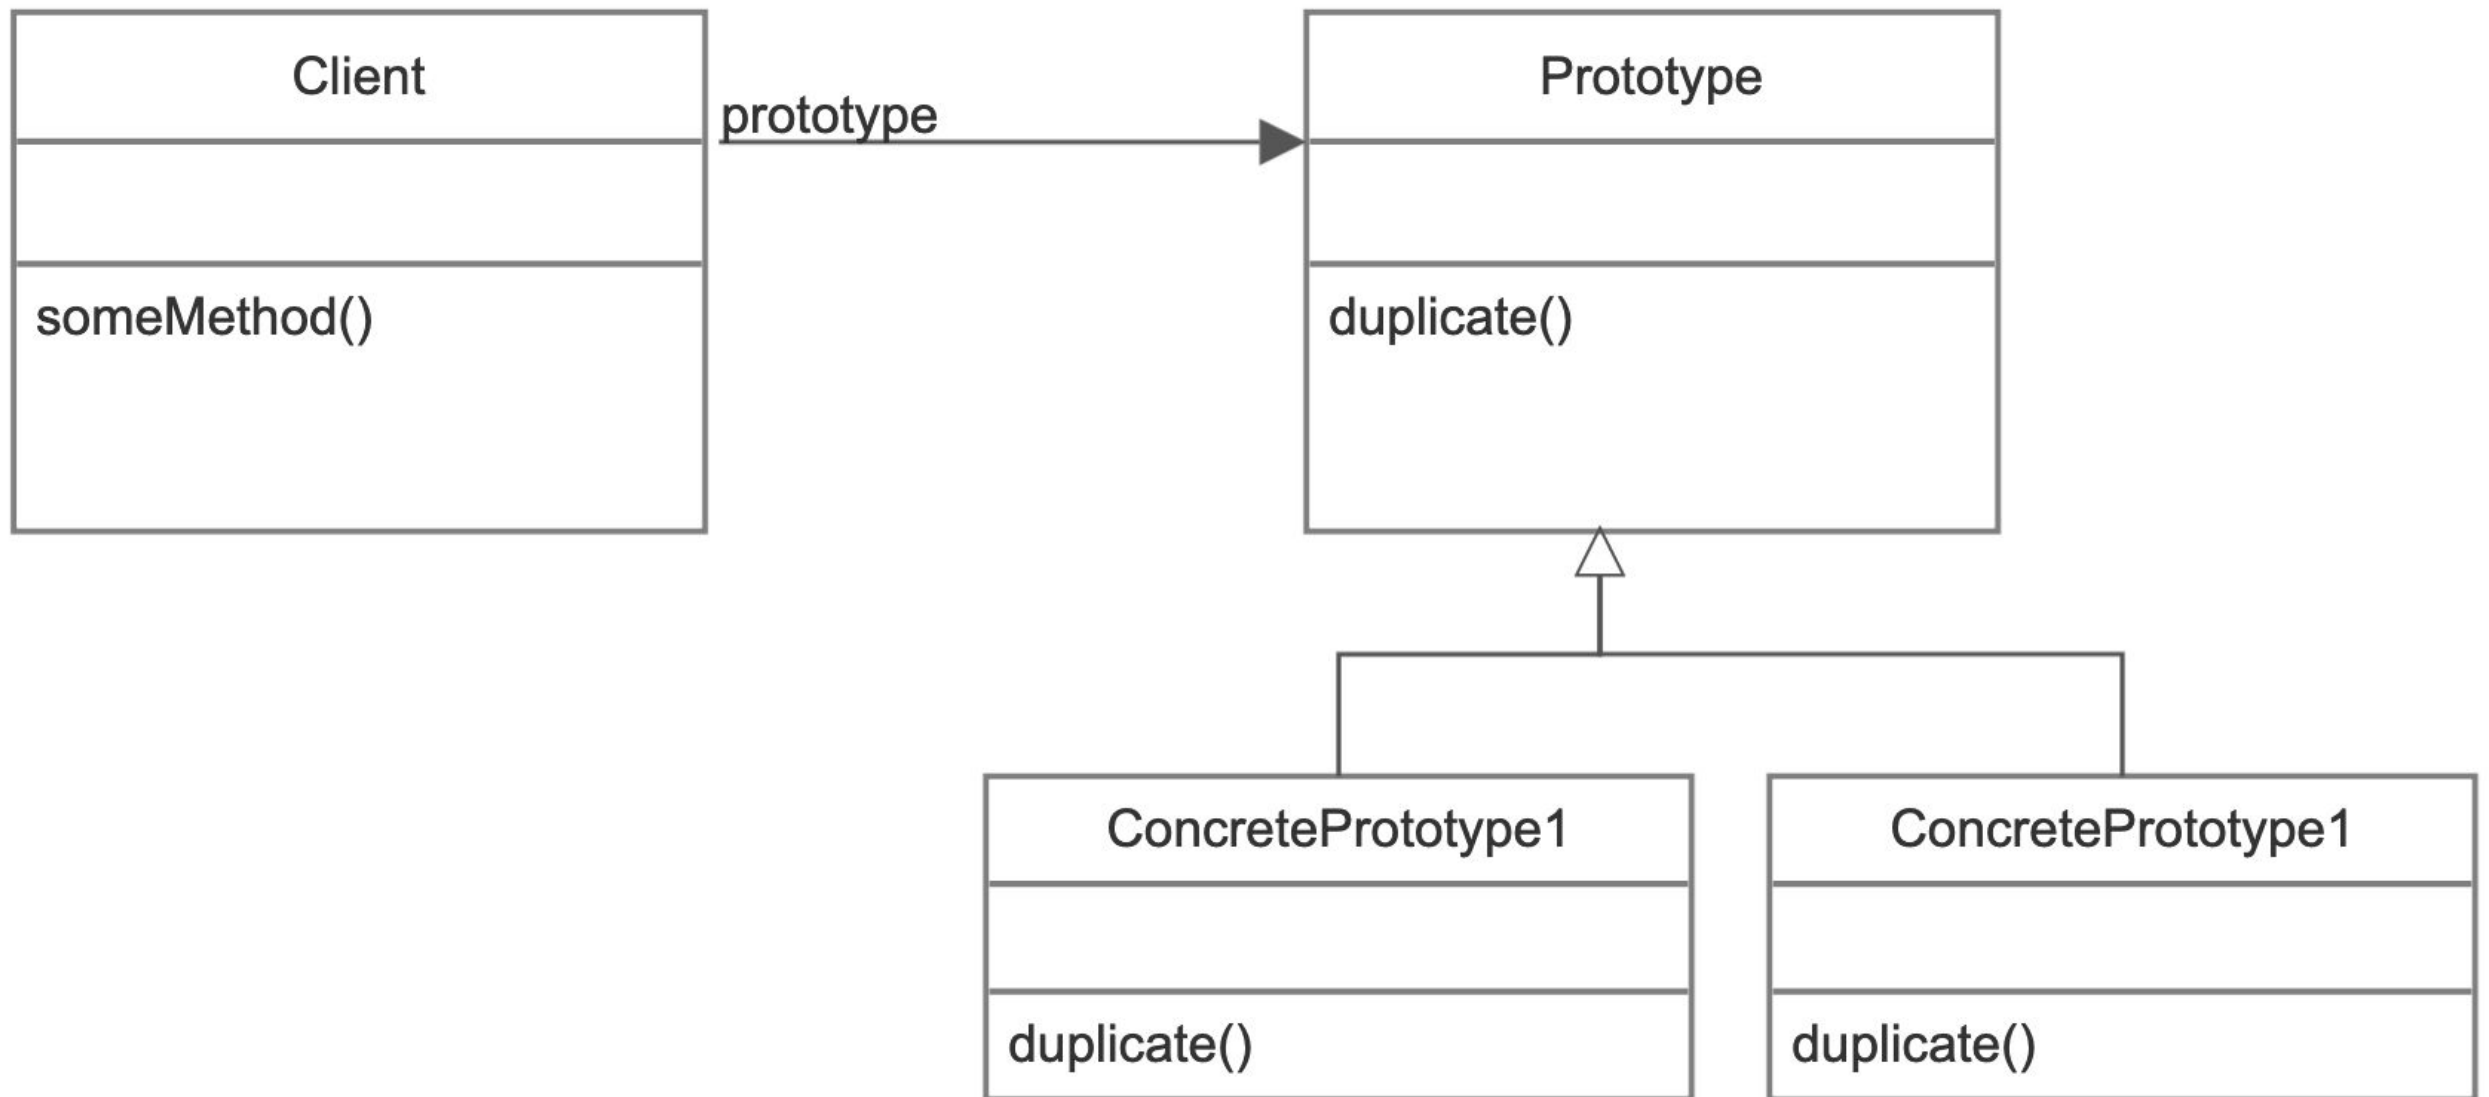 Client
prototype
Prototype
someMethod()
duplicate()
ConcretePrototype1
ConcretePrototype1
duplicate()
duplicate()